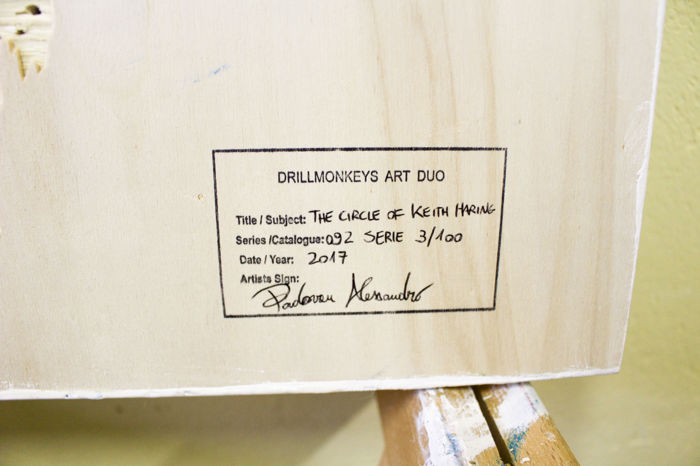 DRILLMONKEYS ART DUO
Title / Subject: THE CIRCLE OF KEITH HARING
Series /Catalogue: 092 SERIE 3/100
Date / Year: 2017
Artists Sign:
Padovan Alessandro